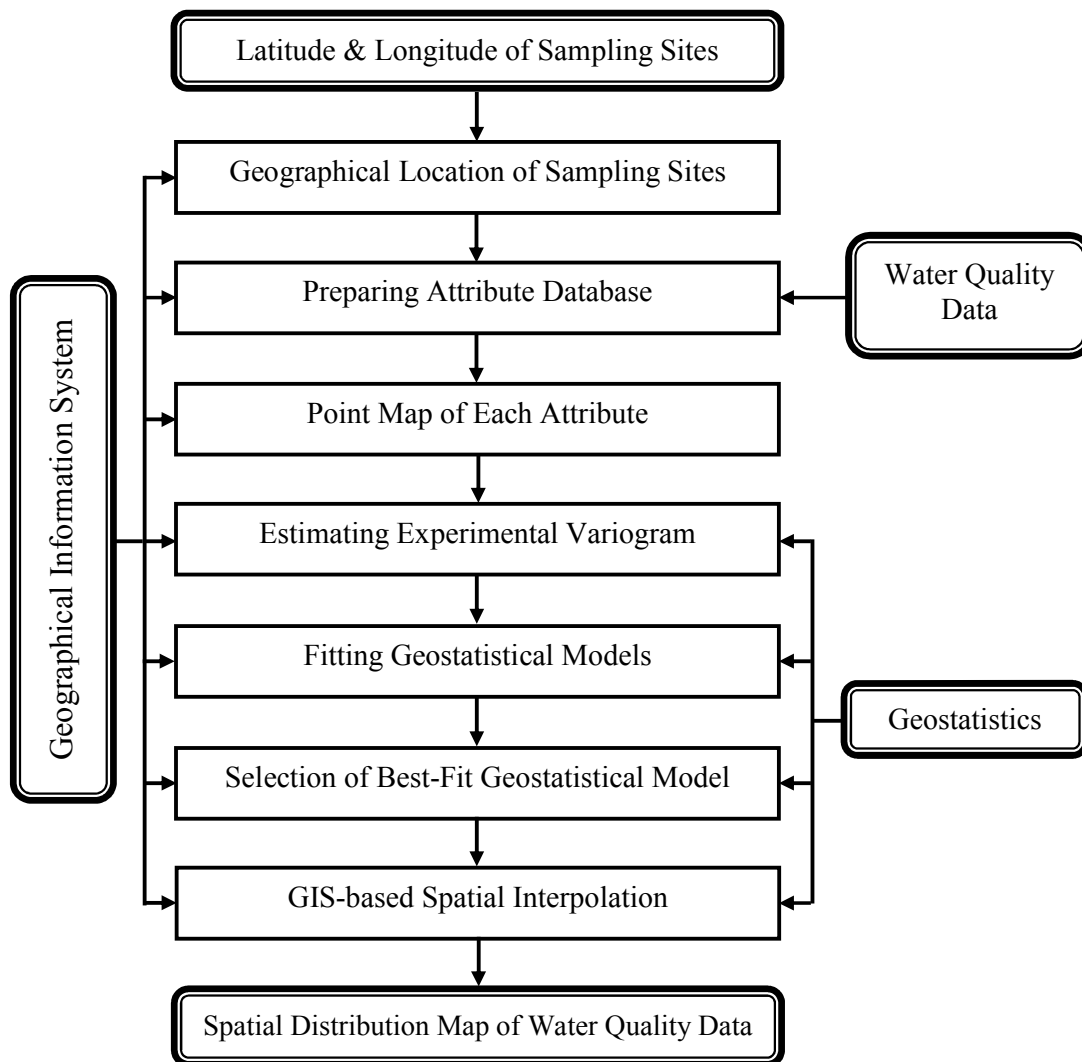 Latitude & Longitude of Sampling Sites
Geographical Location of Sampling Sites
Preparing Attribute Database
Water Quality
Data
Point Map of Each Attribute
Geographical Information System
Estimating Experimental Variogram
Fitting Geostatistical Models
Geostatistics
Selection of Best-Fit Geostatistical Model
GIS-based Spatial Interpolation
Spatial Distribution Map of Water Quality Data